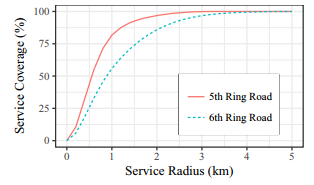 Service Coverage (%)
100
75
50
25
0
5th Ring Road
6th Ring Road
0 1 2 3 4 5
Service Radius (km)